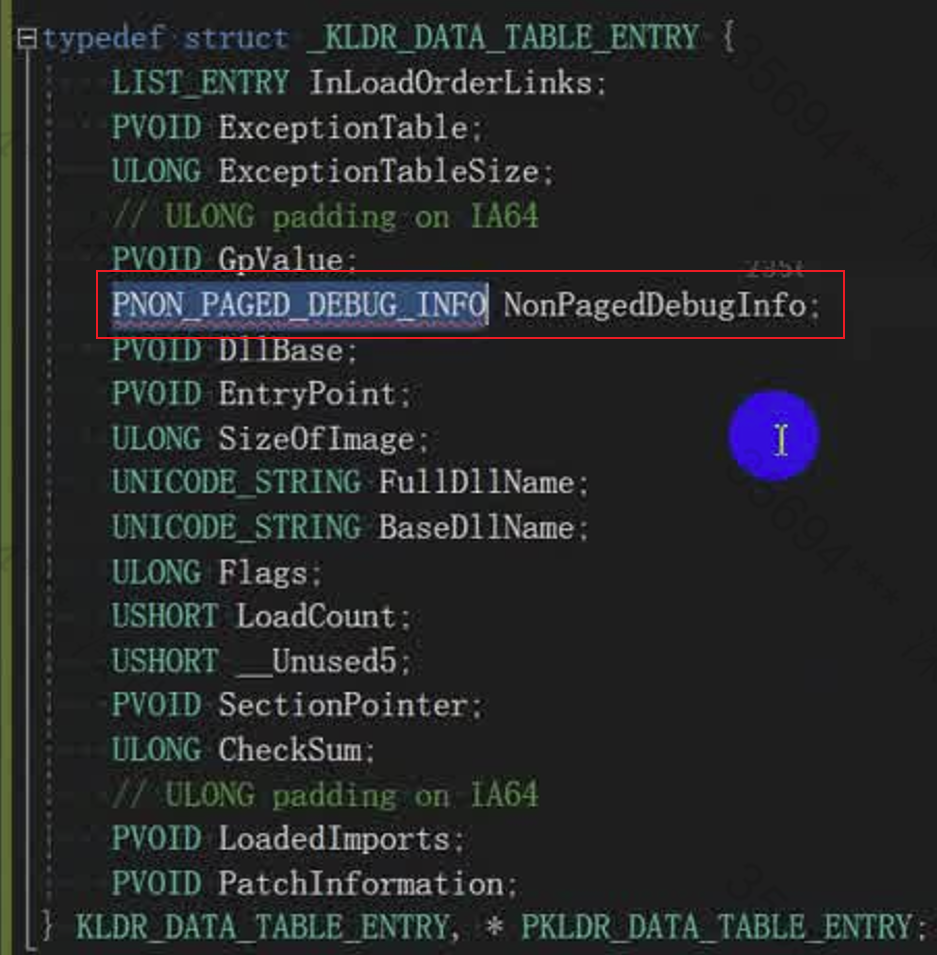 typedef struct _KLDR_DATA_TABLE_ENTRY {
LIST_ENTRY InLoadOrderLinks;
PVOID ExceptionTable;
ULONG ExceptionTableSize;
// ULONG padding on IA64
PVOID GpValue;
PNON_PAGED_DEBUG_INFO NonPagedDebugInfo;
PVOID DllBase;
PVOID EntryPoint;
ULONG SizeOfImage;
UNICODE_STRING FullDllName;
UNICODE_STRING BaseDllName;
ULONG Flags;
USHORT LoadCount;
USHORT __Unused5;
PVOID SectionPointer;
ULONG CheckSum;
// ULONG padding on IA64
PVOID LoadedImports;
PVOID PatchInformation;
} KLDR_DATA_TABLE_ENTRY, * PKLDR_DATA_TABLE_ENTRY;
35694***
35694***